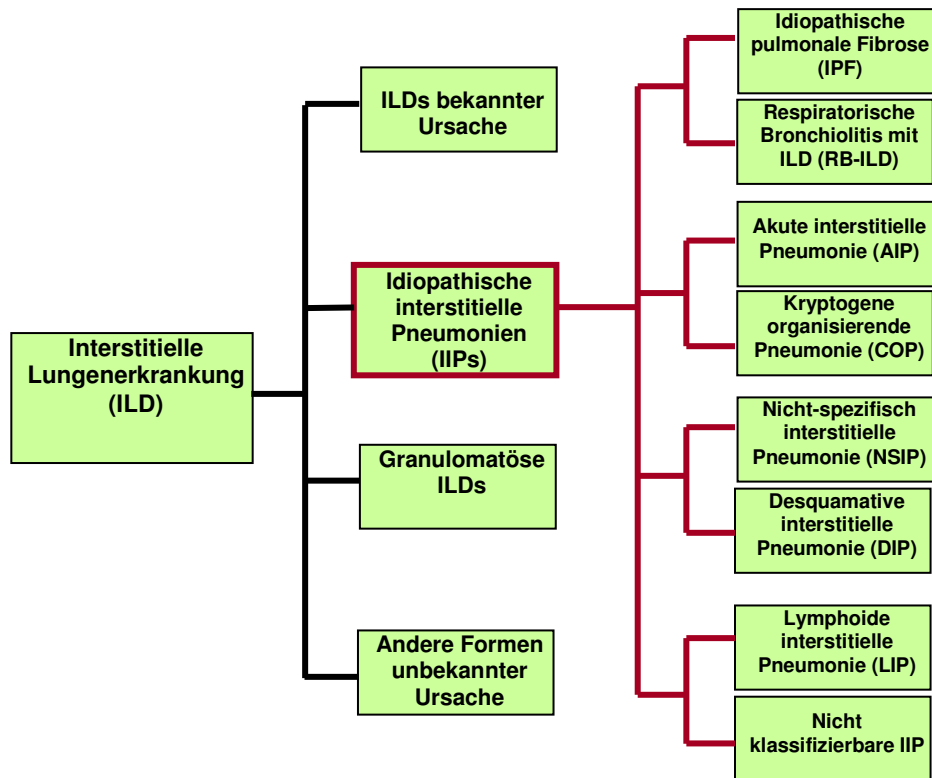 Interstitielle
Lungenerkrankung
(ILD)
ILDs bekannter
Ursache
Idiopathische
interstitielle
Pneumonien
(IIPs)
Granulomatöse
ILDs
Andere Formen
unbekannter
Ursache
Idiopathische
pulmonale Fibrose
(IPF)
Respiratorische
Bronchiolitis mit
ILD (RB-ILD)
Akute interstitielle
Pneumonie (AIP)
Kryptogene
organisierende
Pneumonie (COP)
Nicht-spezifisch
interstitielle
Pneumonie (NSIP)
Desquamative
interstitielle
Pneumonie (DIP)
Lymphoide
interstitielle
Pneumonie (LIP)
Nicht
klassifizierbare IIP